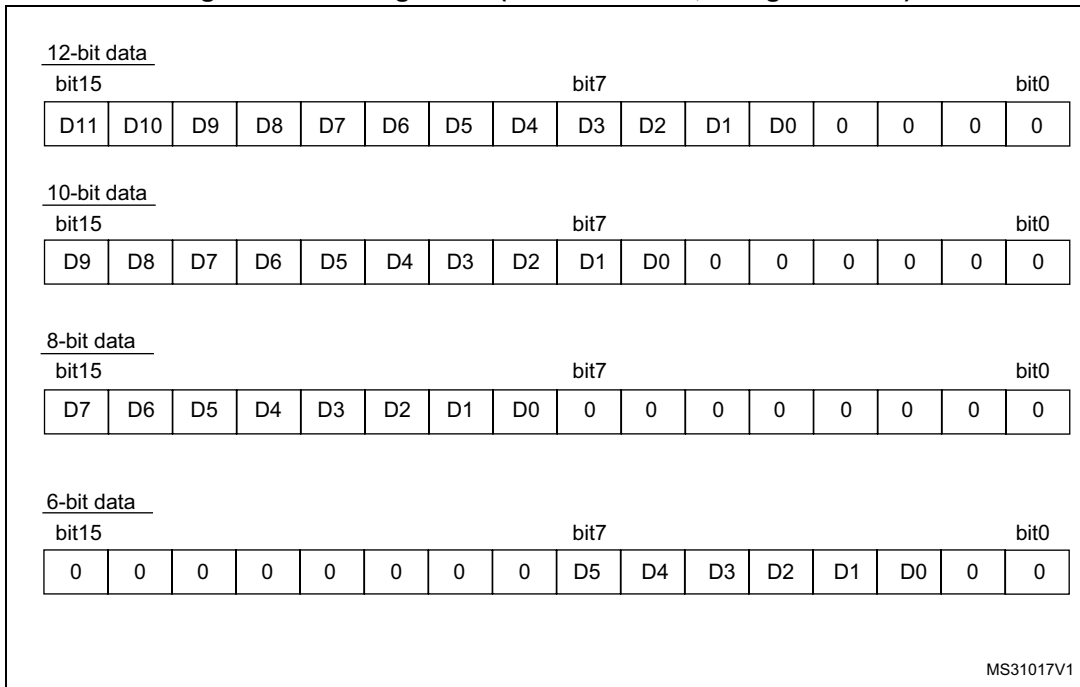 12-bit data
bit15 bit7 bit0
D11 D10 D9 D8 D7 D6 D5 D4 D3 D2 D1 D0 0 0 0 0
10-bit data
bit15 bit7 bit0
D9 D8 D7 D6 D5 D4 D3 D2 D1 D0 0 0 0 0 0 0
8-bit data
bit15 bit7 bit0
D7 D6 D5 D4 D3 D2 D1 D0 0 0 0 0 0 0 0 0
6-bit data
bit15 bit7 bit0
0 0 0 0 0 0 0 0 D5 D4 D3 D2 D1 D0 0 0
MS31017V1